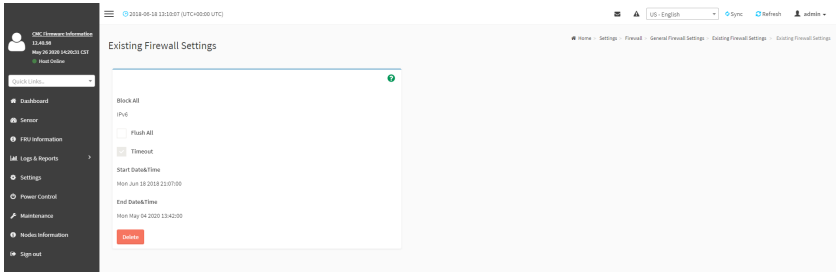 2018-06-18 13:19:07 (UTC+00:00 UTC)
US - English
Sync
Refresh
admin
CMC Firmware Information
12.40.98
May 26 2020 14:20:31 CST
Host Online
Quick Links...
Dashboard
Sensor
FRU Information
Logs & Reports
Settings
Power Control
Maintenance
Nodes Information
Sign out
Existing Firewall Settings
Home > Settings > Firewall > General Firewall Settings > Existing Firewall Settings > Existing Firewall Settings
Block All
IPv6
Flush All
Timeout
Start Date&Time
Mon Jun 18 2018 21:07:00
End Date&Time
Mon May 04 2020 13:42:00
Delete